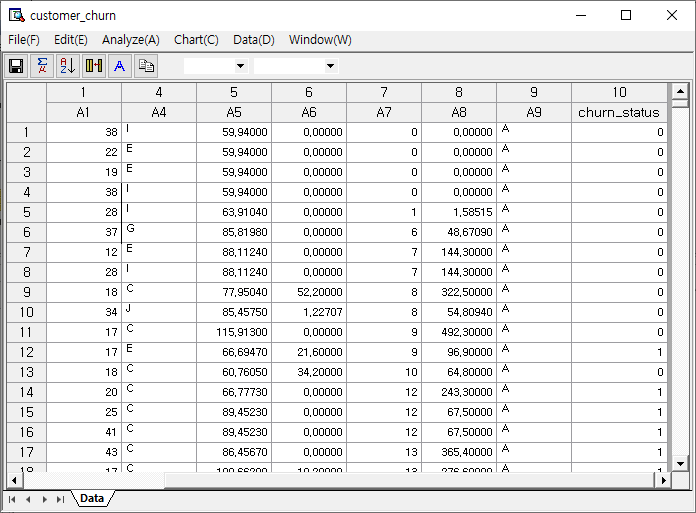 customer_churn
File(F) Edit(E) Analyze(A) Chart(C) Data(D) Window(W)
Σμ A↓Z A
1 4 5 6 7 8 9 10
A1 A4 A5 A6 A7 A8 A9 churn_status
1 38 I 59,94000 0,00000 0 0,00000 A 0
2 22 E 59,94000 0,00000 0 0,00000 A 0
3 19 E 59,94000 0,00000 0 0,00000 A 0
4 38 I 59,94000 0,00000 0 0,00000 A 0
5 28 I 63,91040 0,00000 1 1,58515 A 0
6 37 G 85,81980 0,00000 6 48,67090 A 0
7 12 E 88,11240 0,00000 7 144,30000 A 0
8 28 I 88,11240 0,00000 7 144,30000 A 0
9 18 C 77,95040 52,20000 8 322,50000 A 0
10 34 J 85,45750 1,22707 8 54,80940 A 0
11 17 C 115,91300 0,00000 9 492,30000 A 0
12 17 E 66,69470 21,60000 9 96,90000 A 1
13 18 C 60,76050 34,20000 10 64,80000 A 0
14 20 C 66,77730 0,00000 12 243,30000 A 1
15 25 C 89,45230 0,00000 12 67,50000 A 1
16 41 C 89,45230 0,00000 12 67,50000 A 1
17 43 C 86,45670 0,00000 13 365,40000 A 1
18 17 C A 1
Data